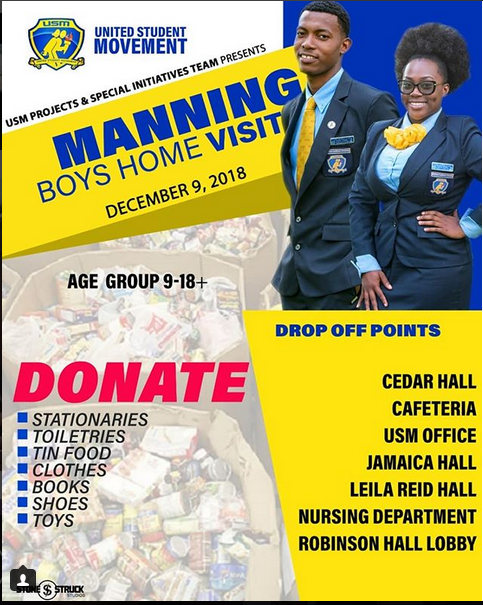 USM
UNITED STUDENT
MOVEMENT
USM PROJECTS & SPECIAL INITIATIVES TEAM PRESENTS
MANNING
BOYS HOME VISIT
DECEMBER 9, 2018
AGE GROUP 9-18+
DONATE
STATIONARIES
TOILETRIES
TIN FOOD
CLOTHES
BOOKS
SHOES
TOYS
DROP OFF POINTS
CEDAR HALL
CAFETERIA
USM OFFICE
JAMAICA HALL
LEILA REID HALL
NURSING DEPARTMENT
ROBINSON HALL LOBBY
STRUCK
STUDIOS